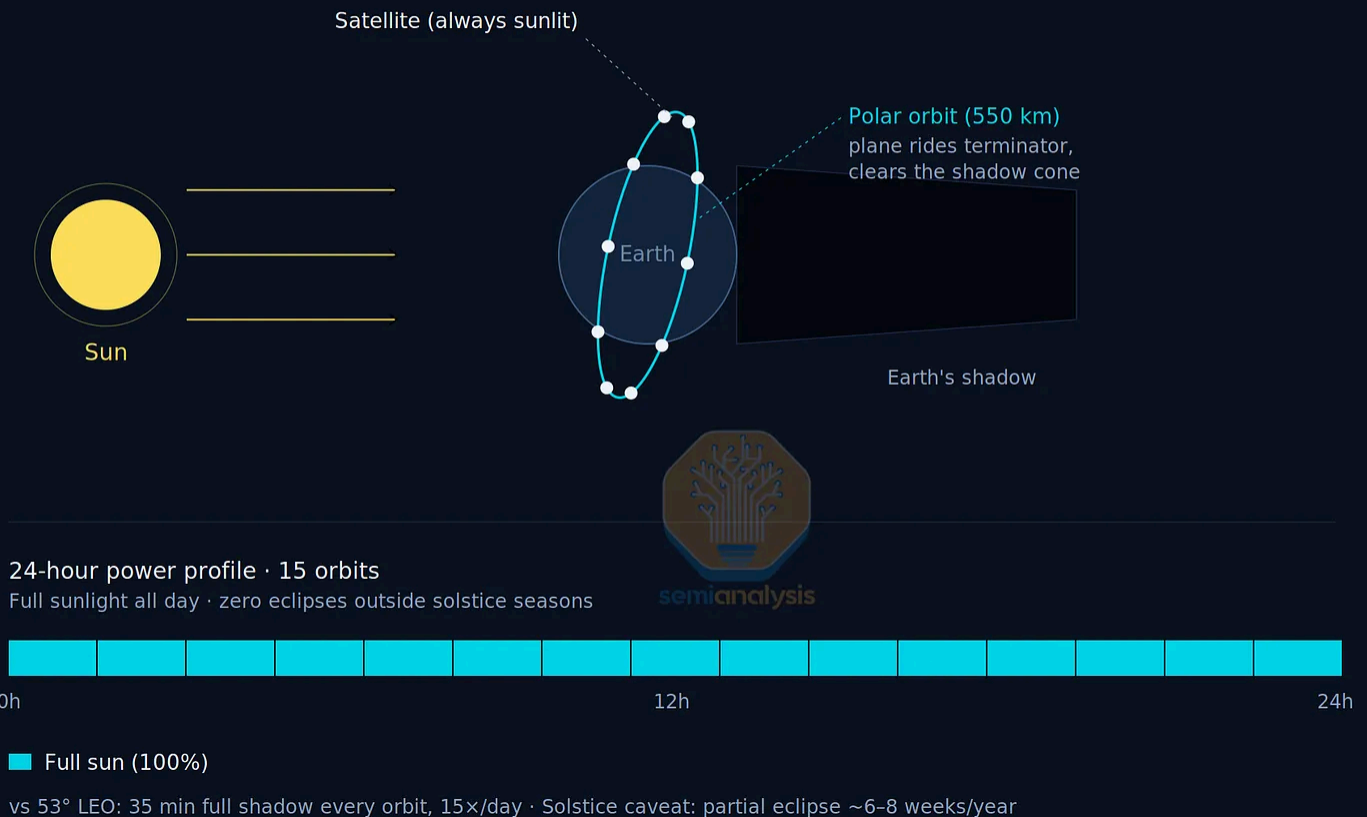 Satellite (always sunlit)
Polar orbit (550 km)
plane rides terminator,
clears the shadow cone
Earth
Sun
Earth's shadow
semianalysis
24-hour power profile · 15 orbits
Full sunlight all day · zero eclipses outside solstice seasons
0h
12h
24h
Full sun (100%)
vs 53° LEO: 35 min full shadow every orbit, 15×/day · Solstice caveat: partial eclipse ~6–8 weeks/year